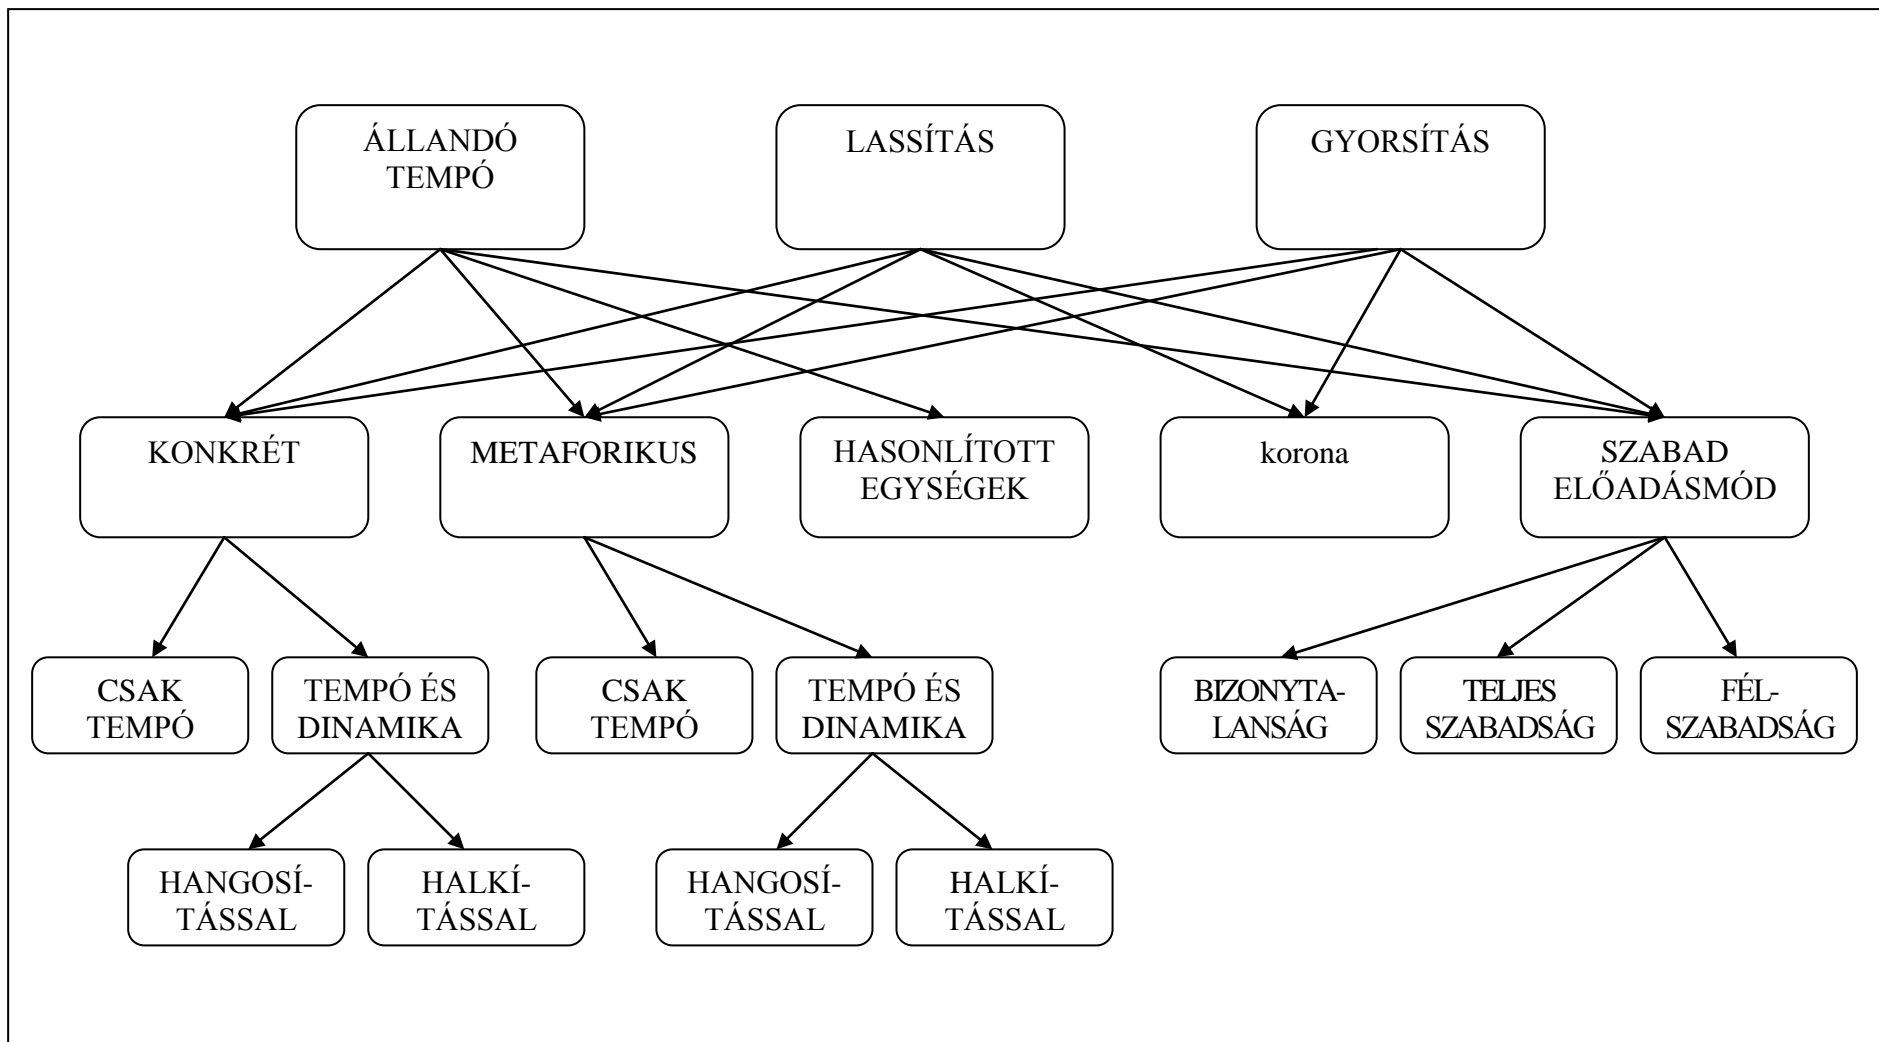 ÁLLANDÓ
TEMPÓ
LASSÍTÁS
GYORSÍTÁS
KONKRÉT
METAFORIKUS
HASONLÍTOTT
EGYSÉGEK
korona
SZABAD
ELŐADÁSMÓD
CSAK
TEMPÓ
TEMPÓ ÉS
DINAMIKA
CSAK
TEMPÓ
TEMPÓ ÉS
DINAMIKA
BIZONYTA-
LANSÁG
TELJES
SZABADSÁG
FÉL-
SZABADSÁG
HANGOSÍ-
TÁSSAL
HALKÍ-
TÁSSAL
HANGOSÍ-
TÁSSAL
HALKÍ-
TÁSSAL